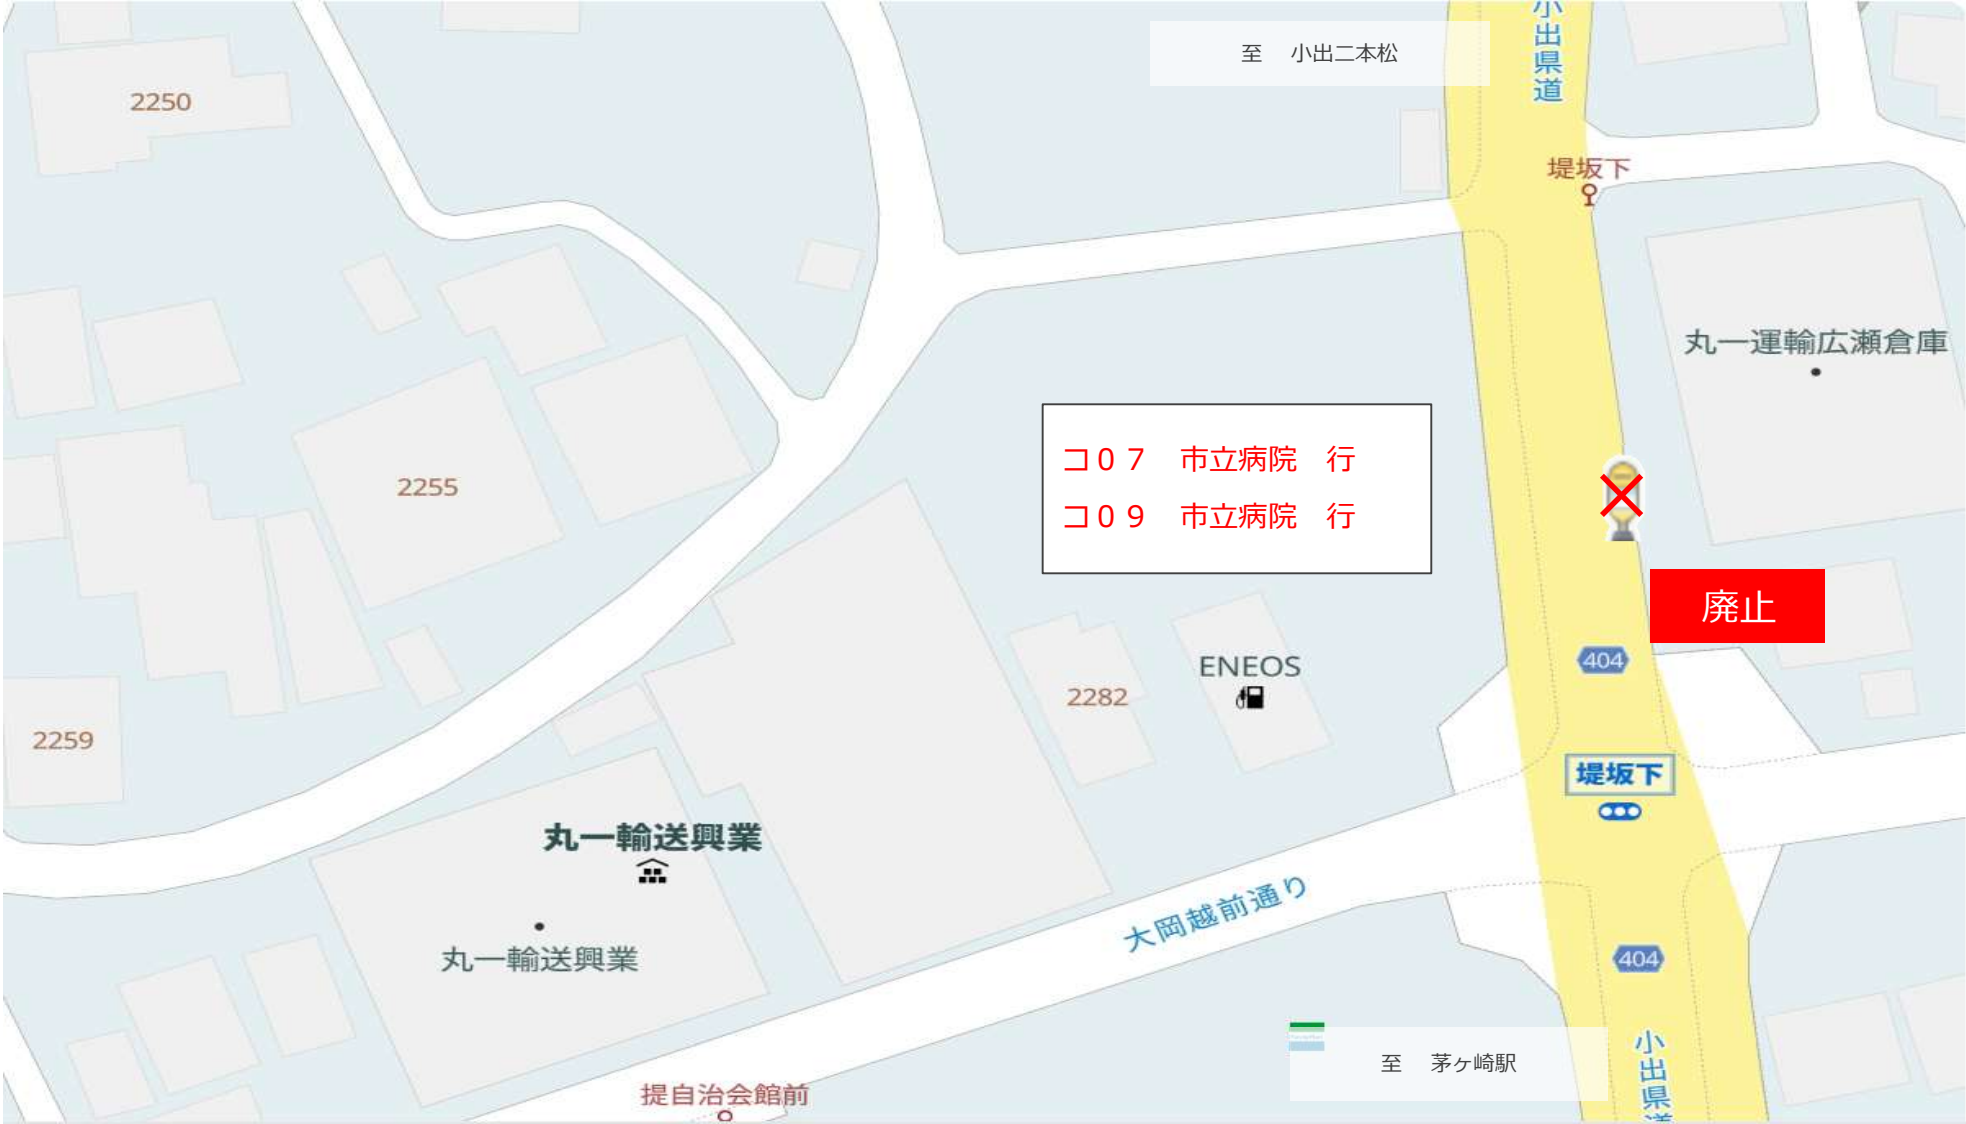 至　小出二本松
小出県道
2250
堤坂下
丸一運輸広瀬倉庫
コ０７　市立病院　行
コ０９　市立病院　行
2255
廃止
404
ENEOS
2282
2259
堤坂下
丸一輸送興業
大岡越前通り
丸一輸送興業
404
至　茅ヶ崎駅
小出県道
提自治会館前